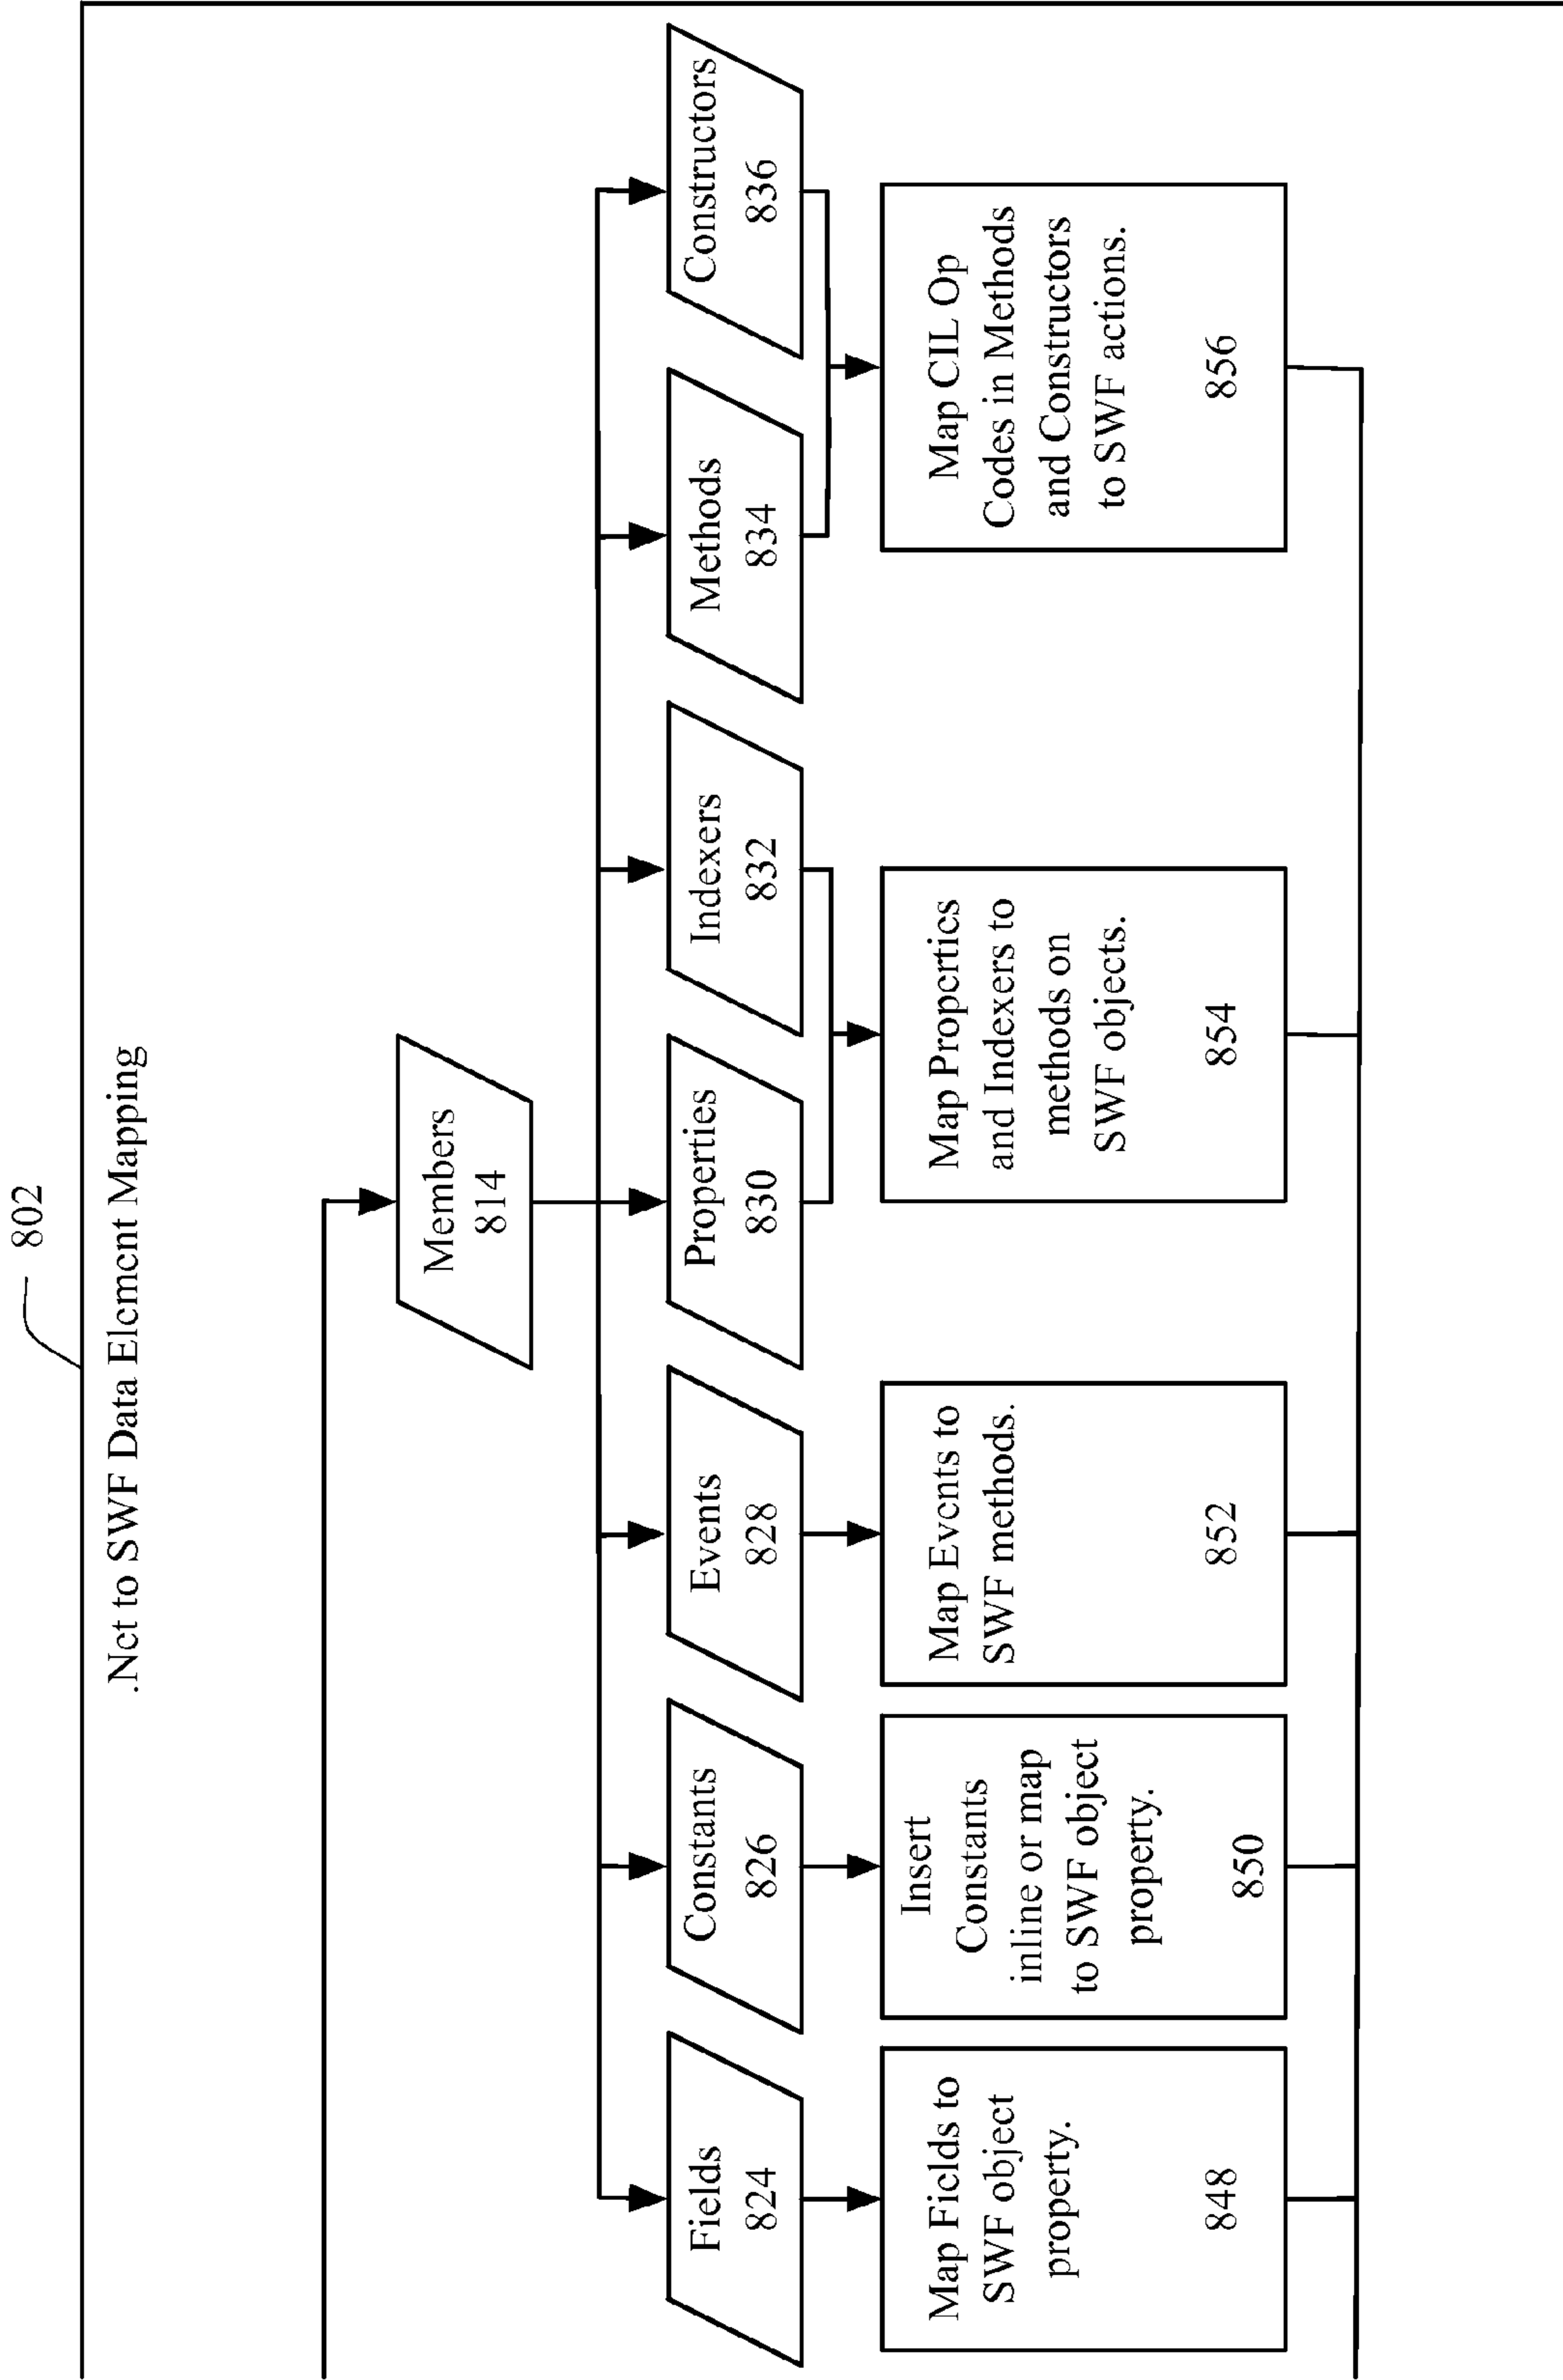 802
.Net to SWF Data Element Mapping
Members
814
Fields
824
Constants
826
Events
828
Properties
830
Indexers
832
Methods
834
Constructors
836
Map Fields to
SWF object
property.
848
Insert
Constants
inline or map
to SWF object
property.
850
Map Events to
SWF methods.
852
Map Properties
and Indexers to
methods on
SWF objects.
854
Map CIL Op
Codes in Methods
and Constructors
to SWF actions.
856